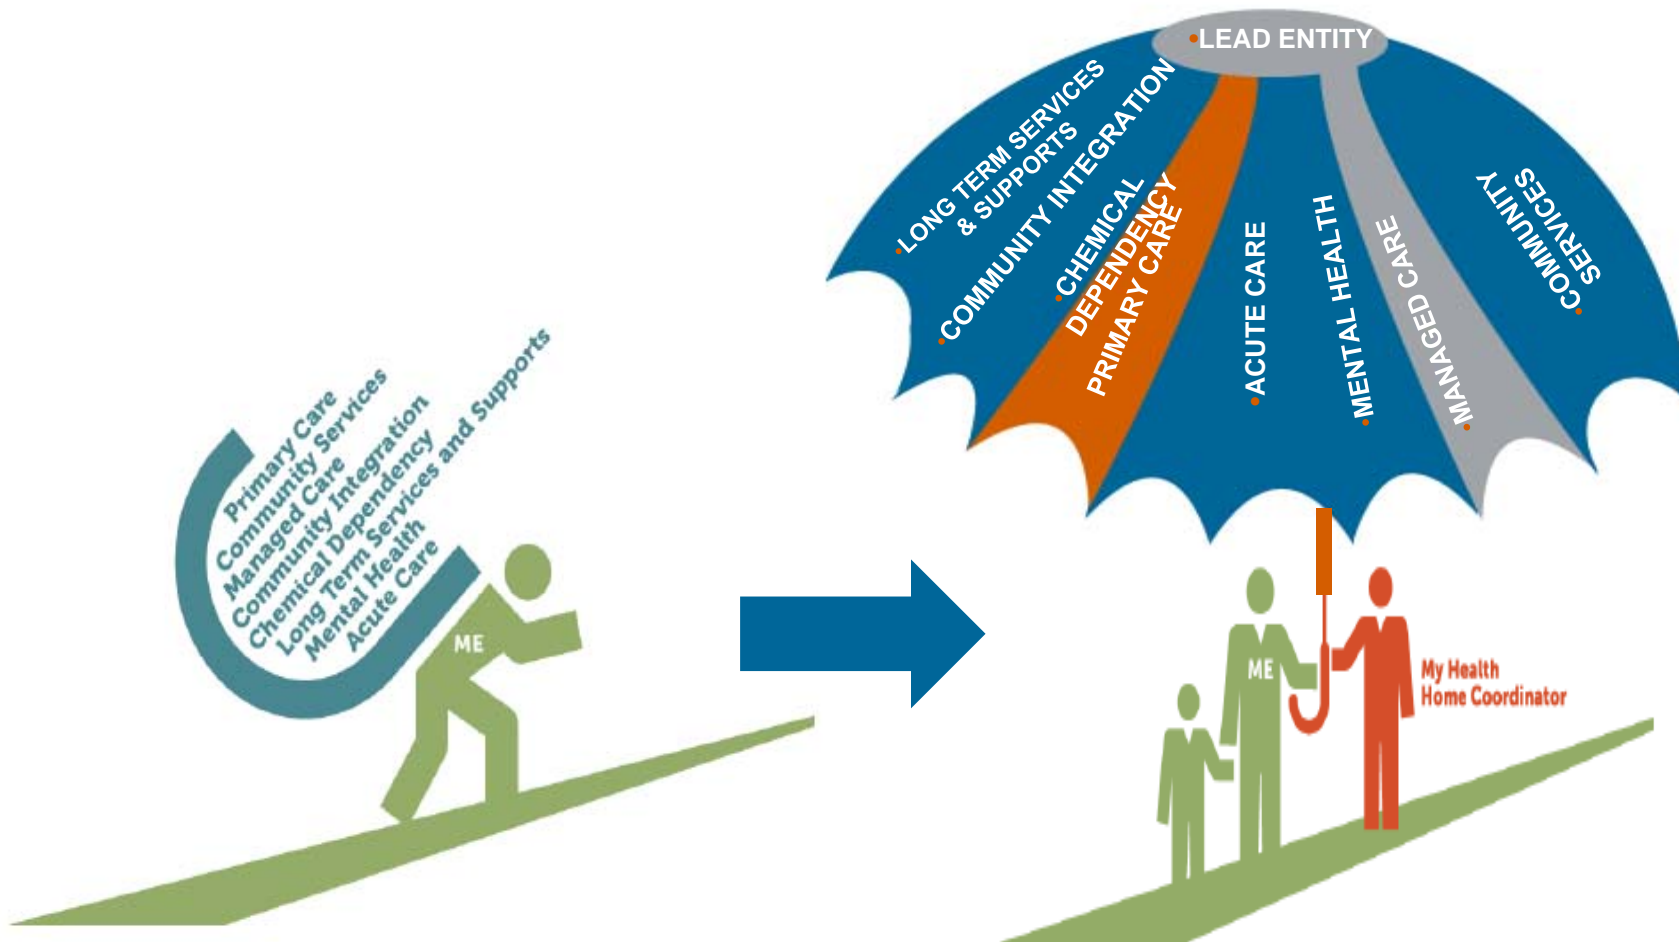 Primary Care
Community Services
Managed Care
Community Integration
Chemical Dependency
Long Term Services and Supports
Mental Health
Acute Care
ME
•LEAD ENTITY
•LONG TERM SERVICES
& SUPPORTS
•COMMUNITY INTEGRATION
•CHEMICAL
DEPENDENCY
PRIMARY CARE
•ACUTE CARE
•MENTAL HEALTH
•MANAGED CARE
•COMMUNITY
SERVICES
ME
My Health
Home Coordinator